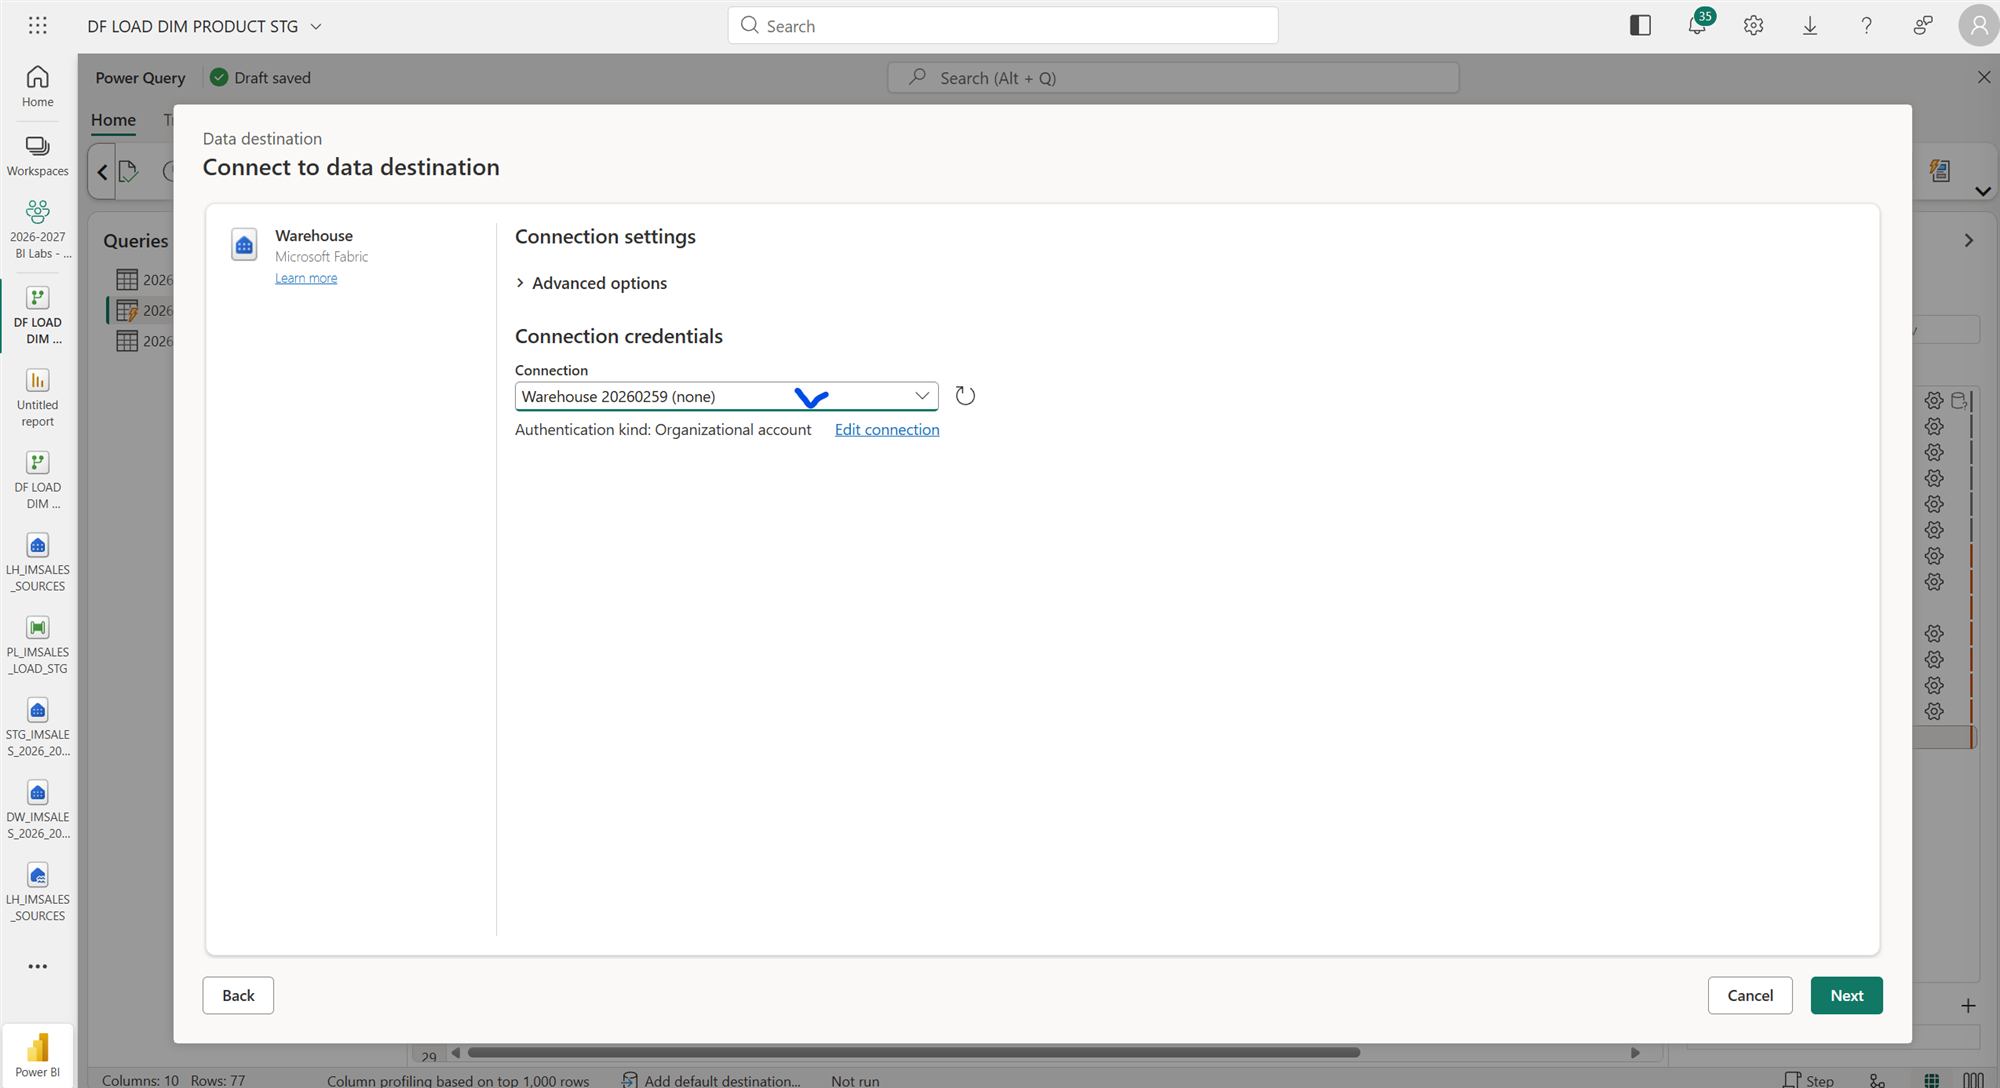 DF LOAD DIM PRODUCT STG
Search
35
Home
Workspaces
2026-2027
BI Labs - ...
DF LOAD
DIM ...
Untitled
report
DF LOAD
DIM ...
LH_IMSALES
_SOURCES
PL_IMSALES
_LOAD_STG
STG_IMSALE
S_2026_20...
DW_IMSALE
S_2026_20...
LH_IMSALES
_SOURCES
Power BI
Power Query
Draft saved
Search (Alt + Q)
Home
Queries
2026
2026
2026
Data destination
Connect to data destination
Warehouse
Microsoft Fabric
Learn more
Connection settings
Advanced options
Connection credentials
Connection
Warehouse 20260259 (none)
Authentication kind: Organizational account
Edit connection
Back
Cancel
Next
29
Columns: 10 Rows: 77
Column profiling based on top 1,000 rows
Add default destination...
Not run
Step